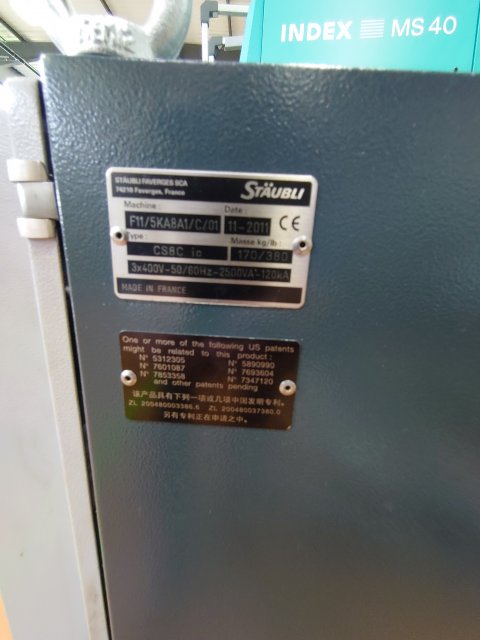 INDEX MS 40
STÄUBLI FAVERGES SCA
74210 Faverges, France
STÄUBLI
Machine : Date :
F11/5KA8A1/C/01 11-2011 CE
Type : Masse kg/lb :
CS8C 170/380
3x400V-50/60Hz-2500VA-120kA
MADE IN FRANCE
One or more of the following US patents
might be related to this product :
N° 5312305 N° 5890990
N° 7601087 N° 7693604
N° 7853358 N° 7347120
and other patents pending
该产品具有下列一项或几项中国发明专利。
ZL 200480003386.6 ZL 200480037380.0
另有专利正在申请之中。